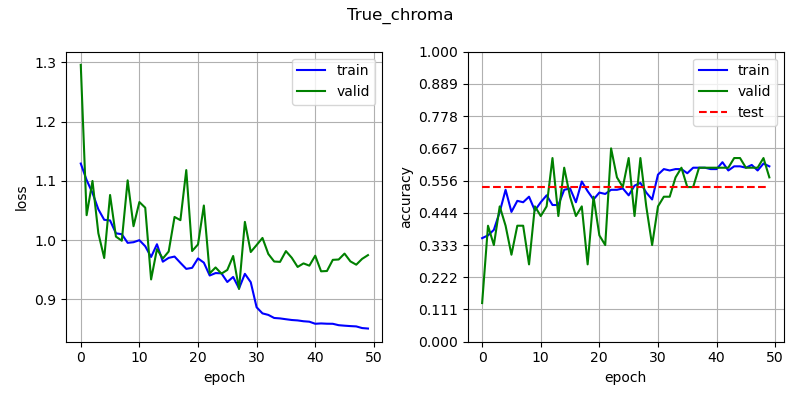 True_chroma
1.3
1.2
1.1
1.0
0.9
loss
0
10
20
30
40
50
epoch
train
valid
1.000
0.889
0.778
0.667
0.556
0.444
0.333
0.222
0.111
0.000
accuracy
0
10
20
30
40
50
epoch
train
valid
test